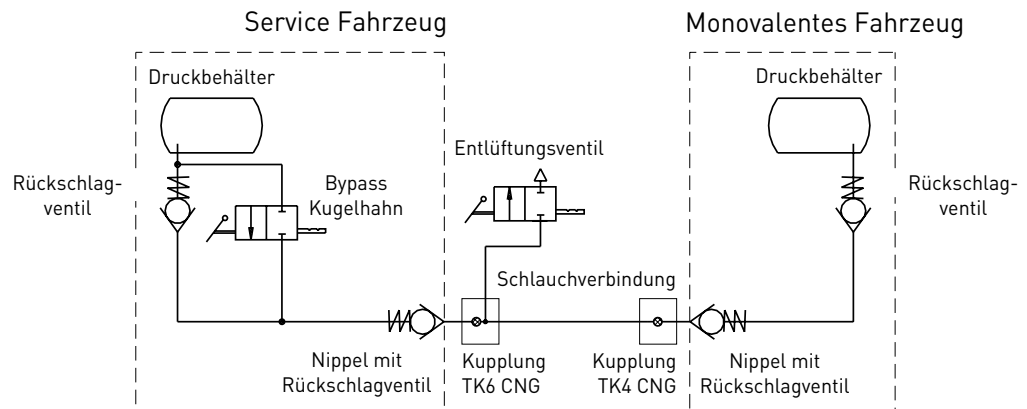 Service Fahrzeug
Monovalentes Fahrzeug
Druckbehälter
Druckbehälter
Entlüftungsventil
Rückschlag-
ventil
Bypass
Kugelhahn
Rückschlag-
ventil
Schlauchverbindung
Nippel mit
Rückschlagventil
Kupplung
TK6 CNG
Kupplung
TK4 CNG
Nippel mit
Rückschlagventil